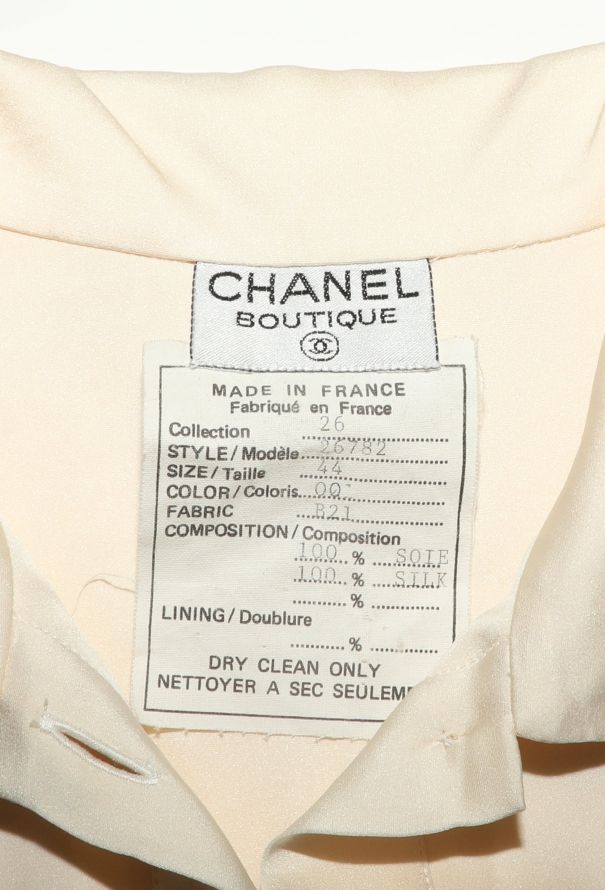 CHANEL
BOUTIQUE
MADE IN FRANCE
Fabriqué en France
Collection 26
STYLE/Modèle 26782
SIZE/Taille 44
COLOR/Coloris 00
FABRIC B21
COMPOSITION/Composition
100 % SOIE
100 % SILK
%
LINING/Doublure
%
DRY CLEAN ONLY
NETTOYER A SEC SEULEM